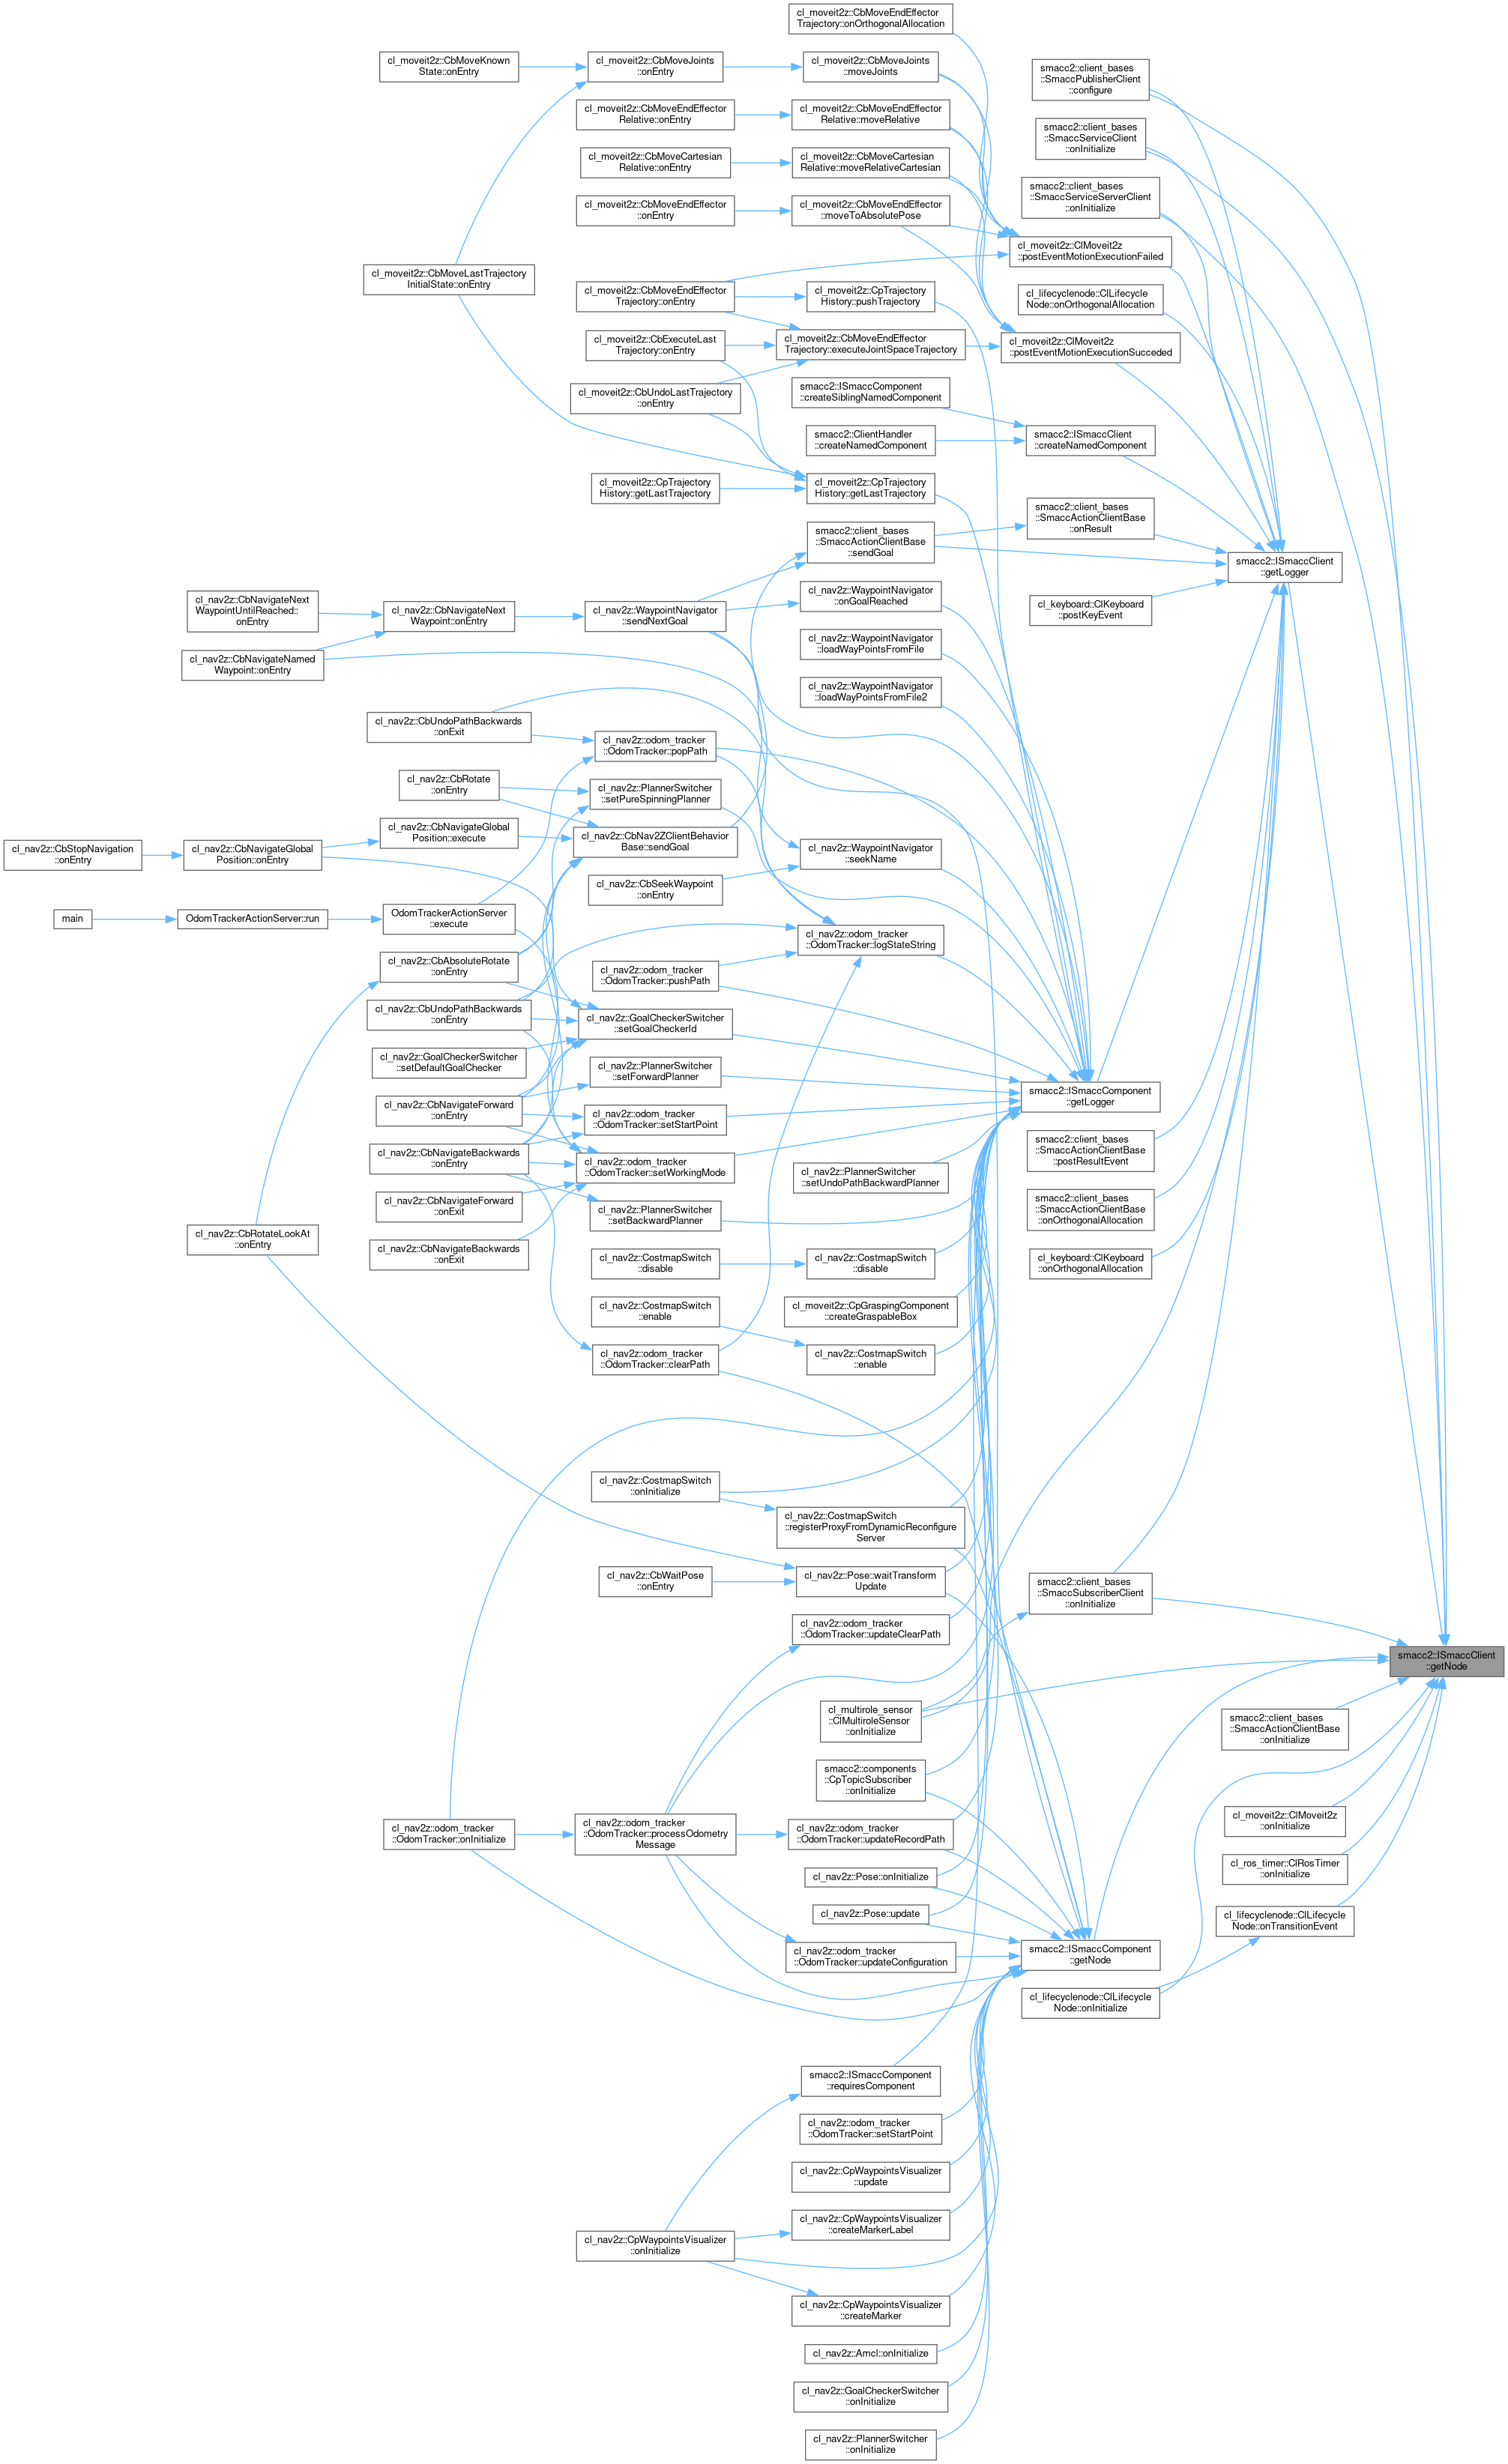 cl_moveit2z::CbMoveEndEffector
Trajectory::onOrthogonalAllocation
cl_moveit2z::CbMoveKnown
State::onEntry
cl_moveit2z::CbMoveJoints
::onEntry
cl_moveit2z::CbMoveJoints
::moveJoints
smacc2::client_bases
::SmaccPublisherClient
::configure
cl_moveit2z::CbMoveEndEffector
Relative::onEntry
cl_moveit2z::CbMoveEndEffector
Relative::moveRelative
smacc2::client_bases
::SmaccServiceClient
::onInitialize
cl_moveit2z::CbMoveCartesian
Relative::onEntry
cl_moveit2z::CbMoveCartesian
Relative::moveRelativeCartesian
smacc2::client_bases
::SmaccServiceServerClient
::onInitialize
cl_moveit2z::CbMoveEndEffector
::onEntry
cl_moveit2z::CbMoveEndEffector
::moveToAbsolutePose
cl_moveit2z::ClMoveit2z
::postEventMotionExecutionFailed
cl_moveit2z::CbMoveLastTrajectory
InitialState::onEntry
cl_moveit2z::CbMoveEndEffector
Trajectory::onEntry
cl_moveit2z::CpTrajectory
History::pushTrajectory
cl_lifecyclenode::ClLifecycle
Node::onOrthogonalAllocation
cl_moveit2z::CbExecuteLast
Trajectory::onEntry
cl_moveit2z::CbMoveEndEffector
Trajectory::executeJointSpaceTrajectory
cl_moveit2z::ClMoveit2z
::postEventMotionExecutionSucceded
cl_moveit2z::CbUndoLastTrajectory
::onEntry
smacc2::ISmaccComponent
::createSiblingNamedComponent
smacc2::ClientHandler
::createNamedComponent
smacc2::ISmaccClient
::createNamedComponent
cl_moveit2z::CpTrajectory
History::getLastTrajectory
cl_moveit2z::CpTrajectory
History::getLastTrajectory
smacc2::client_bases
::SmaccActionClientBase
::onResult
smacc2::client_bases
::SmaccActionClientBase
::sendGoal
smacc2::ISmaccClient
::getLogger
cl_nav2z::CbNavigateNext
WaypointUntilReached::
onEntry
cl_nav2z::CbNavigateNext
Waypoint::onEntry
cl_nav2z::WaypointNavigator
::sendNextGoal
cl_nav2z::WaypointNavigator
::onGoalReached
cl_keyboard::ClKeyboard
::postKeyEvent
cl_nav2z::CbNavigateNamed
Waypoint::onEntry
cl_nav2z::WaypointNavigator
::loadWayPointsFromFile
cl_nav2z::WaypointNavigator
::loadWayPointsFromFile2
cl_nav2z::CbUndoPathBackwards
::onExit
cl_nav2z::odom_tracker
::OdomTracker::popPath
cl_nav2z::CbRotate
::onEntry
cl_nav2z::PlannerSwitcher
::setPureSpinningPlanner
cl_nav2z::CbStopNavigation
::onEntry
cl_nav2z::CbNavigateGlobal
Position::onEntry
cl_nav2z::CbNavigateGlobal
Position::execute
cl_nav2z::CbNav2ZClientBehavior
Base::sendGoal
cl_nav2z::WaypointNavigator
::seekName
cl_nav2z::CbSeekWaypoint
::onEntry
main
OdomTrackerActionServer::run
OdomTrackerActionServer
::execute
cl_nav2z::odom_tracker
::OdomTracker::logStateString
cl_nav2z::CbAbsoluteRotate
::onEntry
cl_nav2z::odom_tracker
::OdomTracker::pushPath
cl_nav2z::CbUndoPathBackwards
::onEntry
cl_nav2z::GoalCheckerSwitcher
::setGoalCheckerId
cl_nav2z::GoalCheckerSwitcher
::setDefaultGoalChecker
cl_nav2z::PlannerSwitcher
::setForwardPlanner
smacc2::ISmaccComponent
::getLogger
cl_nav2z::CbNavigateForward
::onEntry
cl_nav2z::odom_tracker
::OdomTracker::setStartPoint
cl_nav2z::CbNavigateBackwards
::onEntry
cl_nav2z::odom_tracker
::OdomTracker::setWorkingMode
cl_nav2z::PlannerSwitcher
::setUndoPathBackwardPlanner
smacc2::client_bases
::SmaccActionClientBase
::postResultEvent
cl_nav2z::CbNavigateForward
::onExit
cl_nav2z::PlannerSwitcher
::setBackwardPlanner
smacc2::client_bases
::SmaccActionClientBase
::onOrthogonalAllocation
cl_nav2z::CbRotateLookAt
::onEntry
cl_nav2z::CbNavigateBackwards
::onExit
cl_nav2z::CostmapSwitch
::disable
cl_nav2z::CostmapSwitch
::disable
cl_keyboard::ClKeyboard
::onOrthogonalAllocation
cl_nav2z::CostmapSwitch
::enable
cl_moveit2z::CpGraspingComponent
::createGraspableBox
cl_nav2z::odom_tracker
::OdomTracker::clearPath
cl_nav2z::CostmapSwitch
::enable
cl_nav2z::CostmapSwitch
::onInitialize
cl_nav2z::CostmapSwitch
::registerProxyFromDynamicReconfigure
Server
cl_nav2z::CbWaitPose
::onEntry
cl_nav2z::Pose::waitTransform
Update
smacc2::client_bases
::SmaccSubscriberClient
::onInitialize
cl_nav2z::odom_tracker
::OdomTracker::updateClearPath
smacc2::ISmaccClient
::getNode
cl_multirole_sensor
::ClMultiroleSensor
::onInitialize
smacc2::client_bases
::SmaccActionClientBase
::onInitialize
smacc2::components
::CpTopicSubscriber
::onInitialize
cl_moveit2z::ClMoveit2z
::onInitialize
cl_nav2z::odom_tracker
::OdomTracker::onInitialize
cl_nav2z::odom_tracker
::OdomTracker::processOdometry
Message
cl_nav2z::odom_tracker
::OdomTracker::updateRecordPath
cl_ros_timer::ClRosTimer
::onInitialize
cl_nav2z::Pose::onInitialize
cl_nav2z::Pose::update
cl_lifecyclenode::ClLifecycle
Node::onTransitionEvent
cl_nav2z::odom_tracker
::OdomTracker::updateConfiguration
smacc2::ISmaccComponent
::getNode
cl_lifecyclenode::ClLifecycle
Node::onInitialize
smacc2::ISmaccComponent
::requiresComponent
cl_nav2z::odom_tracker
::OdomTracker::setStartPoint
cl_nav2z::CpWaypointsVisualizer
::update
cl_nav2z::CpWaypointsVisualizer
::onInitialize
cl_nav2z::CpWaypointsVisualizer
::createMarkerLabel
cl_nav2z::CpWaypointsVisualizer
::createMarker
cl_nav2z::Amcl::onInitialize
cl_nav2z::GoalCheckerSwitcher
::onInitialize
cl_nav2z::PlannerSwitcher
::onInitialize